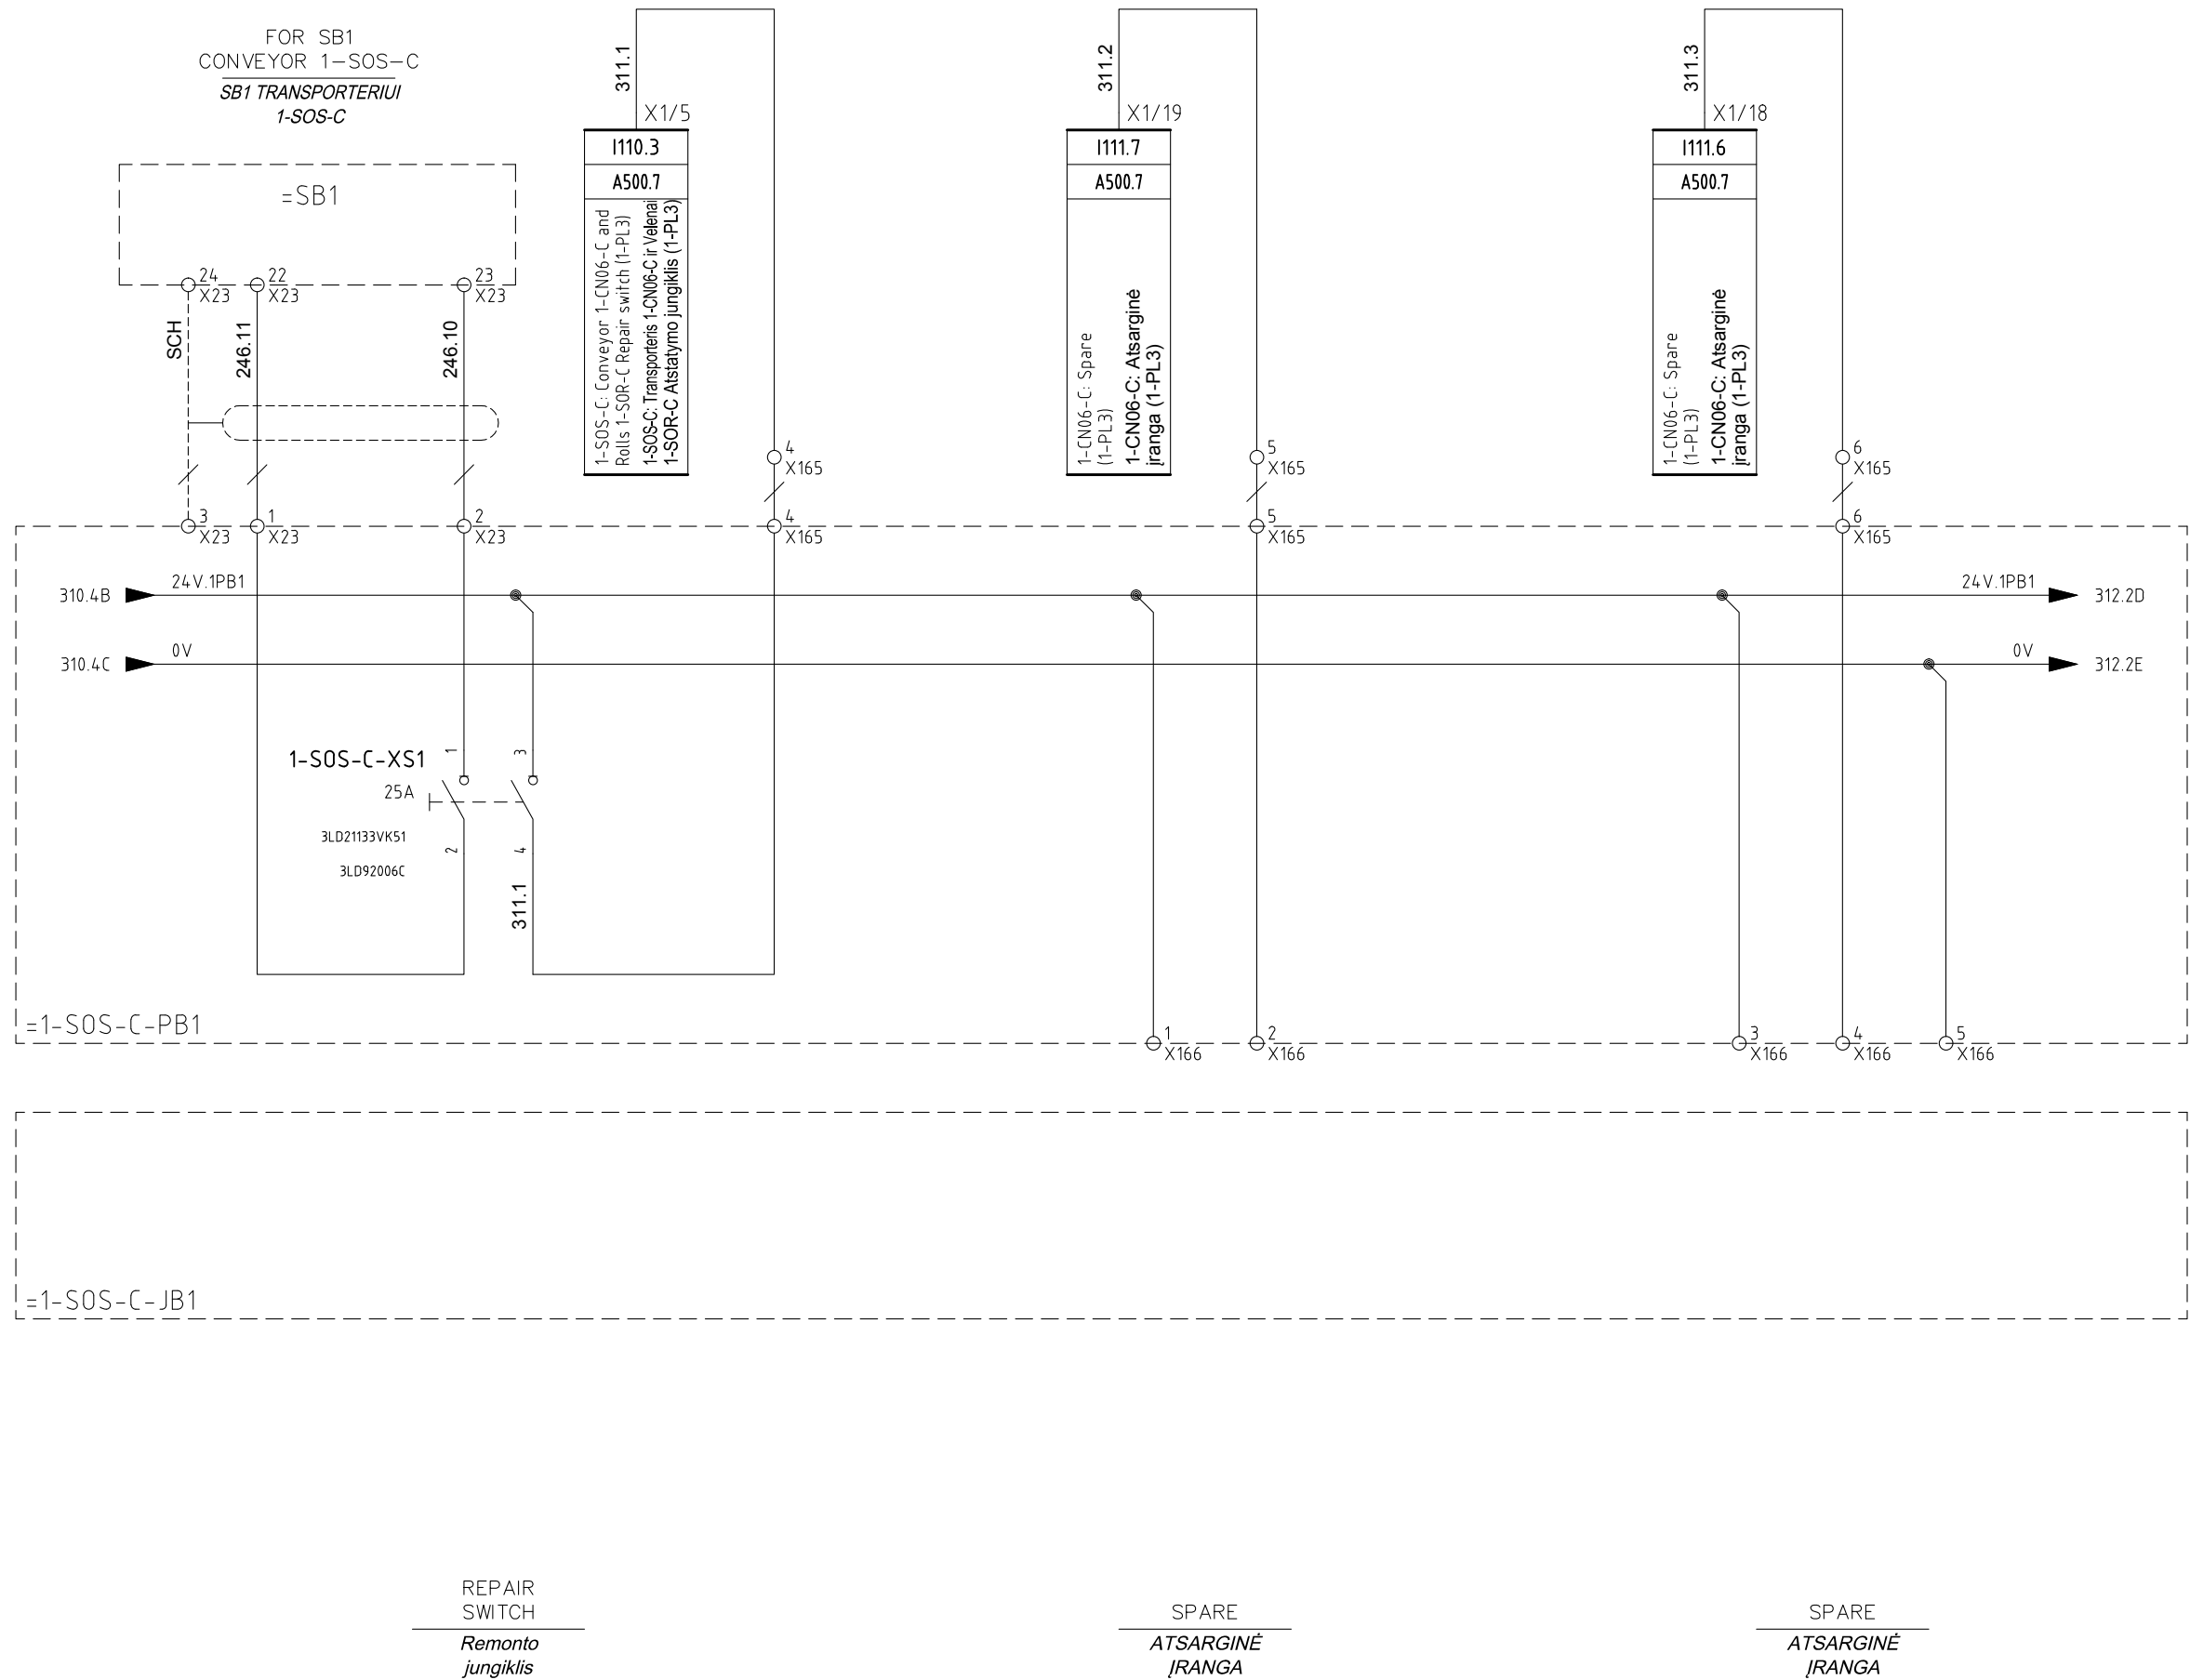 FOR SB1
CONVEYOR 1-SOS-C
SB1 TRANSPORTERIUI
1-SOS-C
=SB1
24
X23
22
X23
23
X23
SCH
246.11
246.10
311.1
X1/5
I110.3
A500.7
1-SOS-C: Conveyor 1-CN06-C and
Rolls 1-SOR-C Repair switch (1-PL3)
1-SOS-C: Transporteris 1-CN06-C ir Velenai
1-SOR-C Atstatymo jungiklis (1-PL3)
311.2
X1/19
I111.7
A500.7
1-CN06-C: Spare
(1-PL3)
1-CN06-C: Atsarginė
įranga (1-PL3)
311.3
X1/18
I111.6
A500.7
1-CN06-C: Spare
(1-PL3)
1-CN06-C: Atsarginė
įranga (1-PL3)
4
X165
5
X165
6
X165
3
X23
1
X23
2
X23
4
X165
5
X165
6
X165
310.4B
24V.1PB1
24V.1PB1
312.2D
310.4C
0V
0V
312.2E
1-SOS-C-XS1
25A
3LD21133VK51
3LD92006C
1
3
2
4
311.1
=1-SOS-C-PB1
1
X166
2
X166
3
X166
4
X166
5
X166
=1-SOS-C-JB1
REPAIR
SWITCH
Remonto
jungiklis
SPARE
ATSARGINĖ
ĮRANGA
SPARE
ATSARGINĖ
ĮRANGA